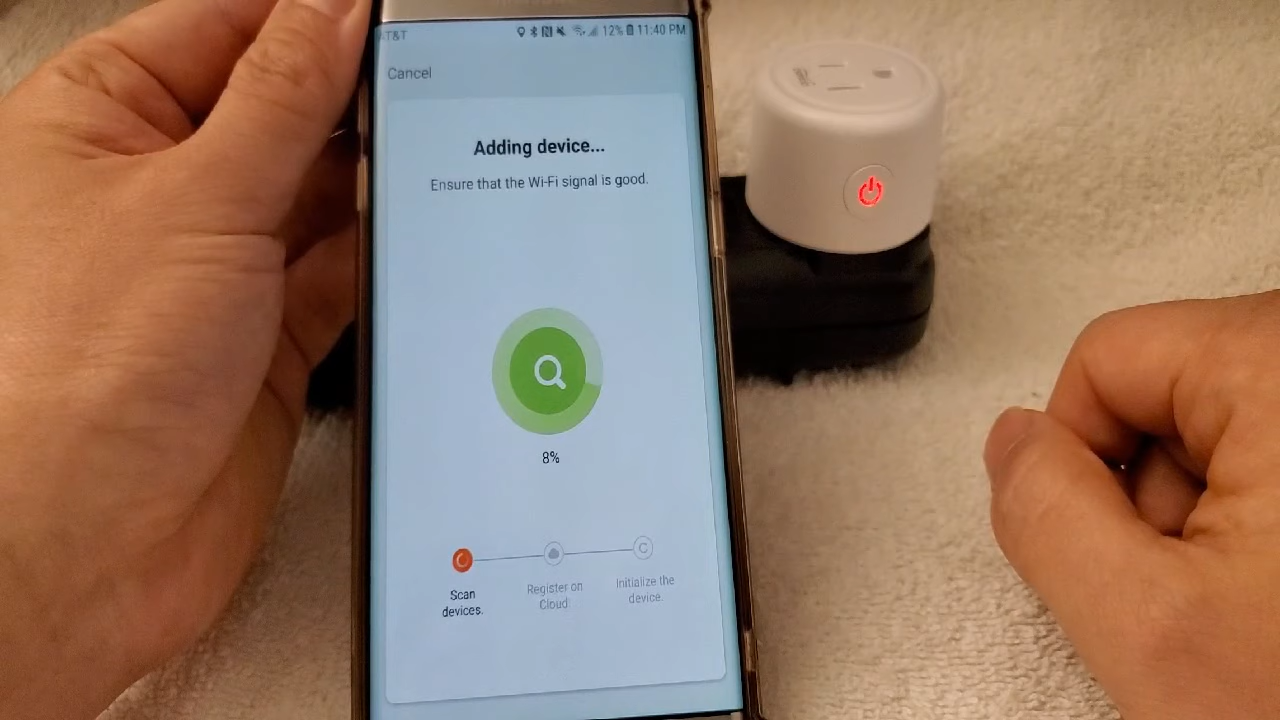 AT&T 12% 11:40 PM
Cancel
Adding device...
Ensure that the Wi-Fi signal is good.
8%
Scan
devices.
Register on
Cloud.
Initialize the
device.